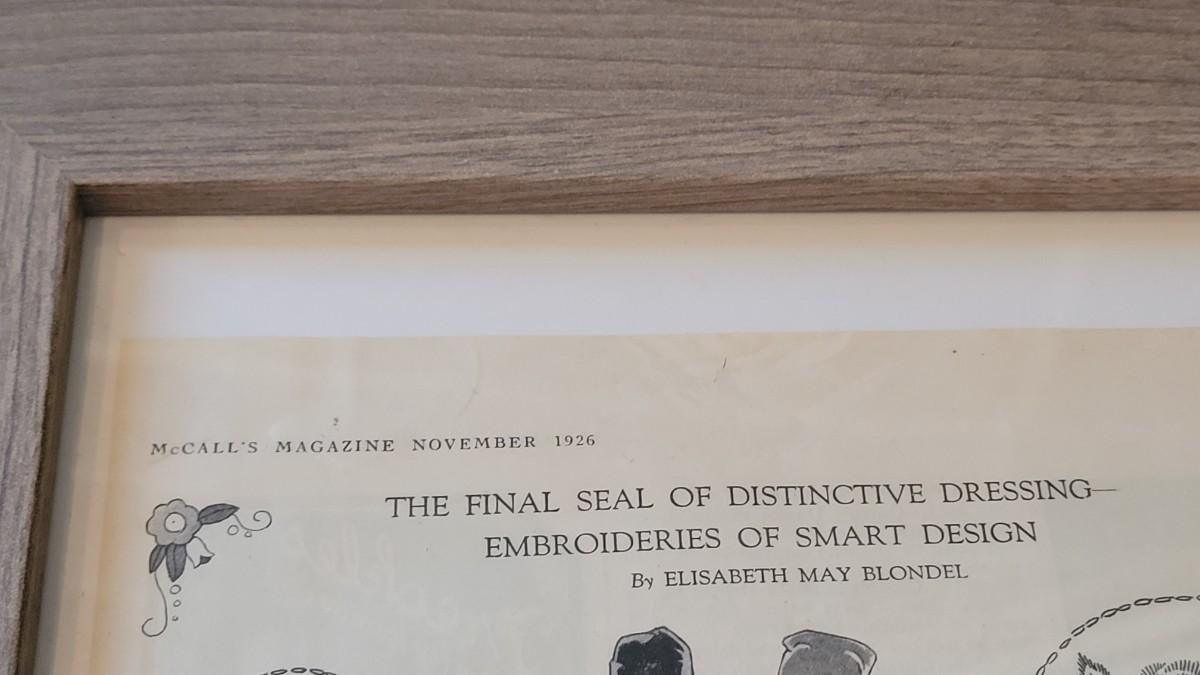 McCALL'S MAGAZINE NOVEMBER 1926
THE FINAL SEAL OF DISTINCTIVE DRESSING—
EMBROIDERIES OF SMART DESIGN
By ELISABETH MAY BLONDEL